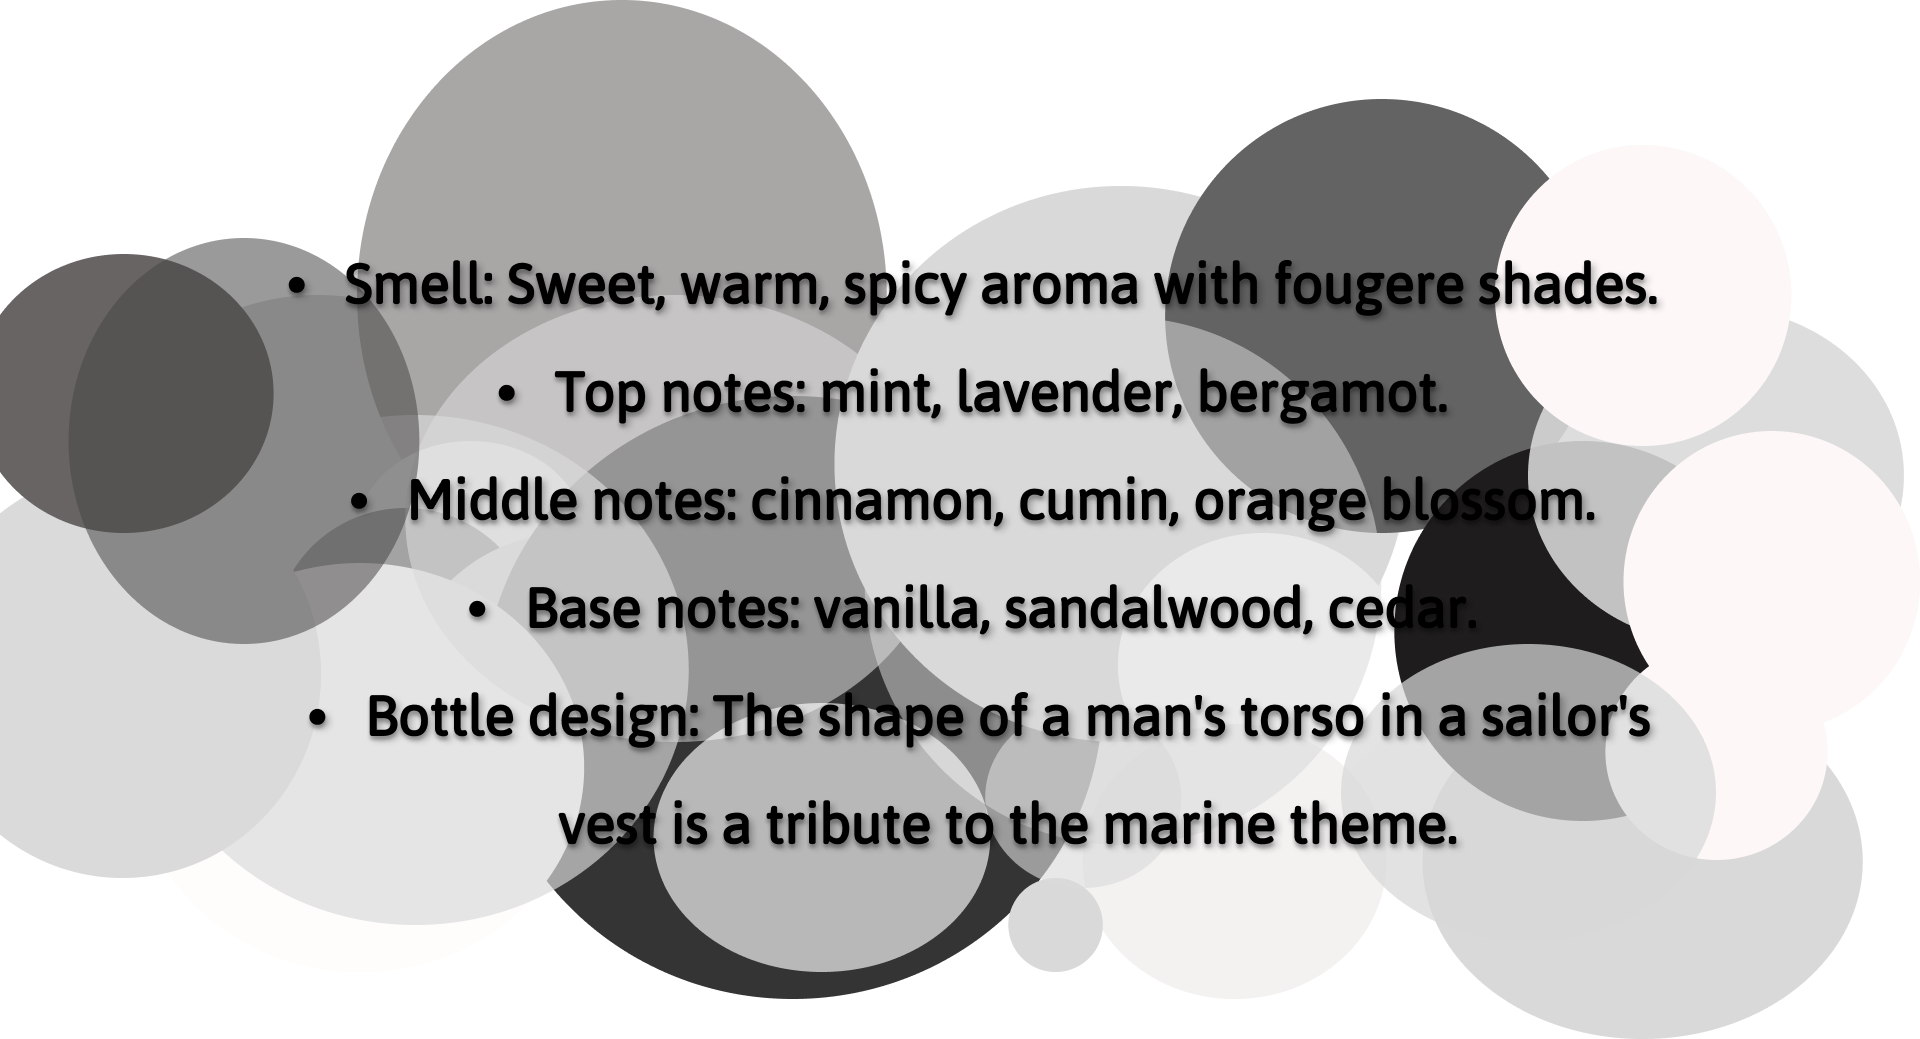 • Smell: Sweet, warm, spicy aroma with fougere shades.
• Top notes: mint, lavender, bergamot.
• Middle notes: cinnamon, cumin, orange blossom.
• Base notes: vanilla, sandalwood, cedar.
• Bottle design: The shape of a man's torso in a sailor's
vest is a tribute to the marine theme.